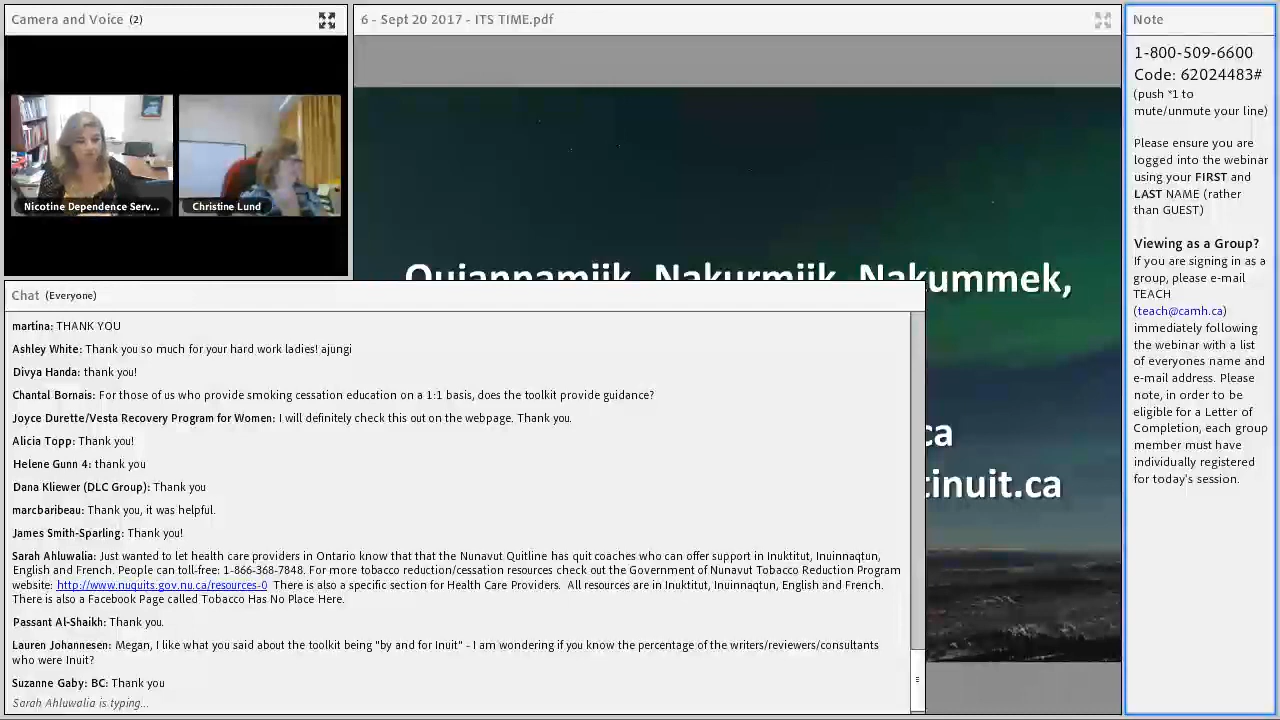 Camera and Voice (2)
Nicotine Dependence Serv...
Christine Lund
6 - Sept 20 2017 - ITS TIME.pdf
Qujannamiik, Nakurmiik, Nakummek,
ca
tinuit.ca
Chat (Everyone)
martina: THANK YOU
Ashley White: Thank you so much for your hard work ladies! ajungi
Divya Handa: thank you!
Chantal Bornais: For those of us who provide smoking cessation education on a 1:1 basis, does the toolkit provide guidance?
Joyce Durette/Vesta Recovery Program for Women: I will definitely check this out on the webpage. Thank you.
Alicia Topp: Thank you!
Helene Gunn 4: thank you
Dana Kliewer (DLC Group): Thank you
marcbaribeau: Thank you, it was helpful.
James Smith-Sparling: Thank you!
Sarah Ahluwalia: Just wanted to let health care providers in Ontario know that that the Nunavut Quitline has quit coaches who can offer support in Inuktitut, Inuinnaqtun,
English and French. People can toll-free: 1-866-368-7848. For more tobacco reduction/cessation resources check out the Government of Nunavut Tobacco Reduction Program
website: http://www.nuquits.gov.nu.ca/resources-0 There is also a specific section for Health Care Providers. All resources are in Inuktitut, Inuinnaqtun, English and French.
There is also a Facebook Page called Tobacco Has No Place Here.
Passant Al-Shaikh: Thank you.
Lauren Johannesen: Megan, I like what you said about the toolkit being "by and for Inuit" - I am wondering if you know the percentage of the writers/reviewers/consultants
who were Inuit?
Suzanne Gaby: BC: Thank you
Sarah Ahluwalia is typing...
Note
1-800-509-6600
Code: 62024483#
(push *1 to
mute/unmute your line)
Please ensure you are
logged into the webinar
using your FIRST and
LAST NAME (rather
than GUEST)
Viewing as a Group?
If you are signing in as a
group, please e-mail
TEACH
(teach@camh.ca)
immediately following
the webinar with a list
of everyones name and
e-mail address. Please
note, in order to be
eligible for a Letter of
Completion, each group
member must have
individually registered
for today's session.